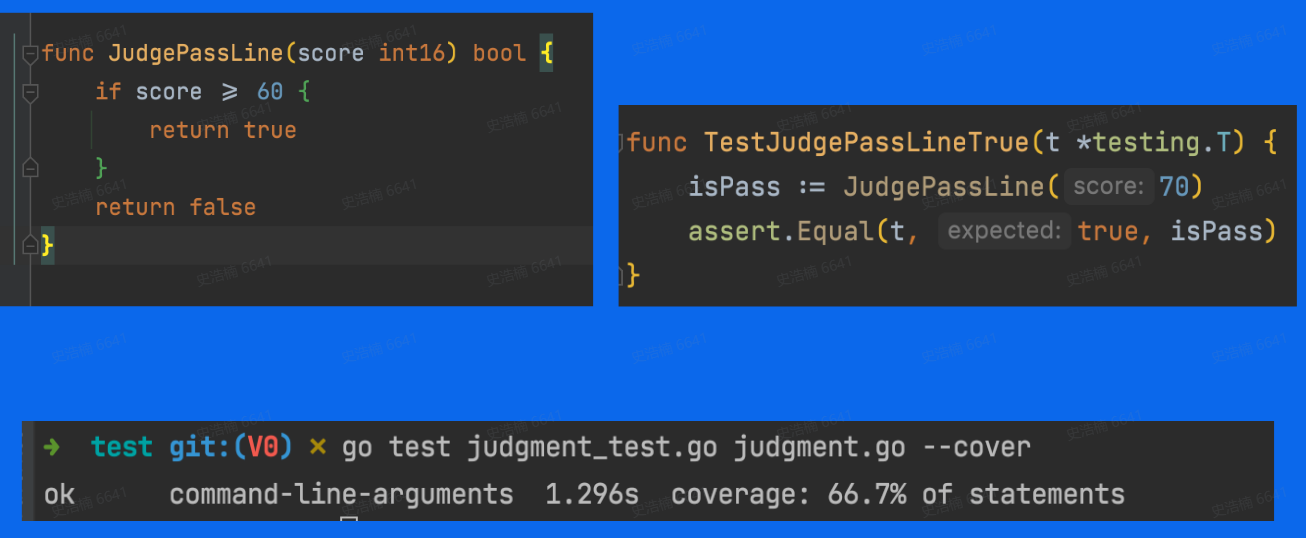 func JudgePassLine(score int16) bool {
if score >= 60 {
return true
}
return false
}
func TestJudgePassLineTrue(t *testing.T) {
isPass := JudgePassLine( score: 70)
assert.Equal(t, expected: true, isPass)
}
➜ test git:(V0) ✗ go test judgment_test.go judgment.go --cover
ok command-line-arguments 1.296s coverage: 66.7% of statements
史浩楠 6641